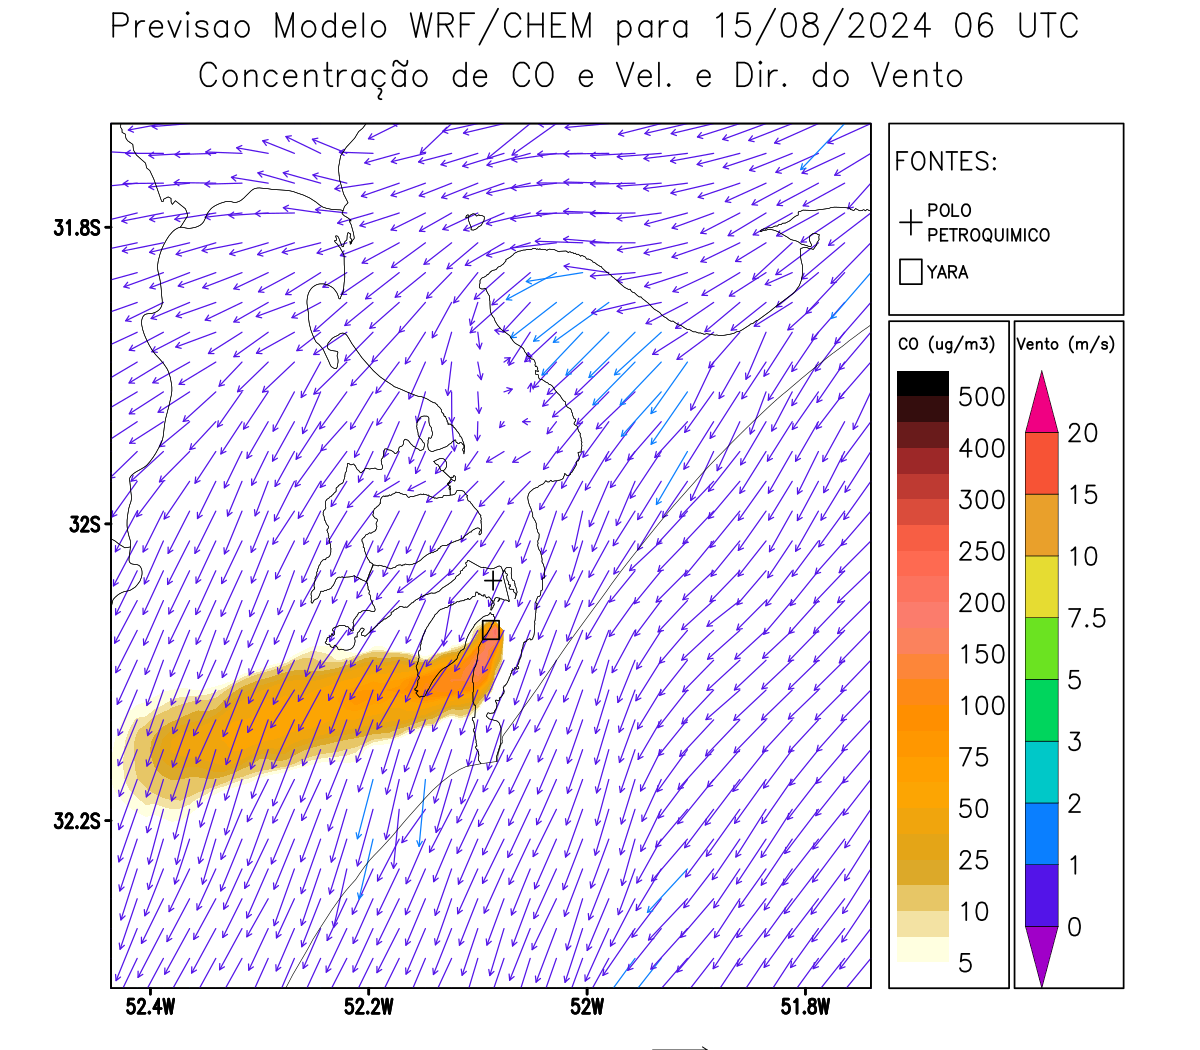 Previsao Modelo WRF/CHEM para 15/08/2024 06 UTC
Concentração de CO e Vel. e Dir. do Vento
FONTES:
POLO
PETROQUIMICO
YARA
CO (ug/m3)
500
400
300
250
200
150
100
75
50
25
10
5
Vento (m/s)
20
15
10
7.5
5
3
2
1
0
31.8S
32S
32.2S
52.4W
52.2W
52W
51.8W